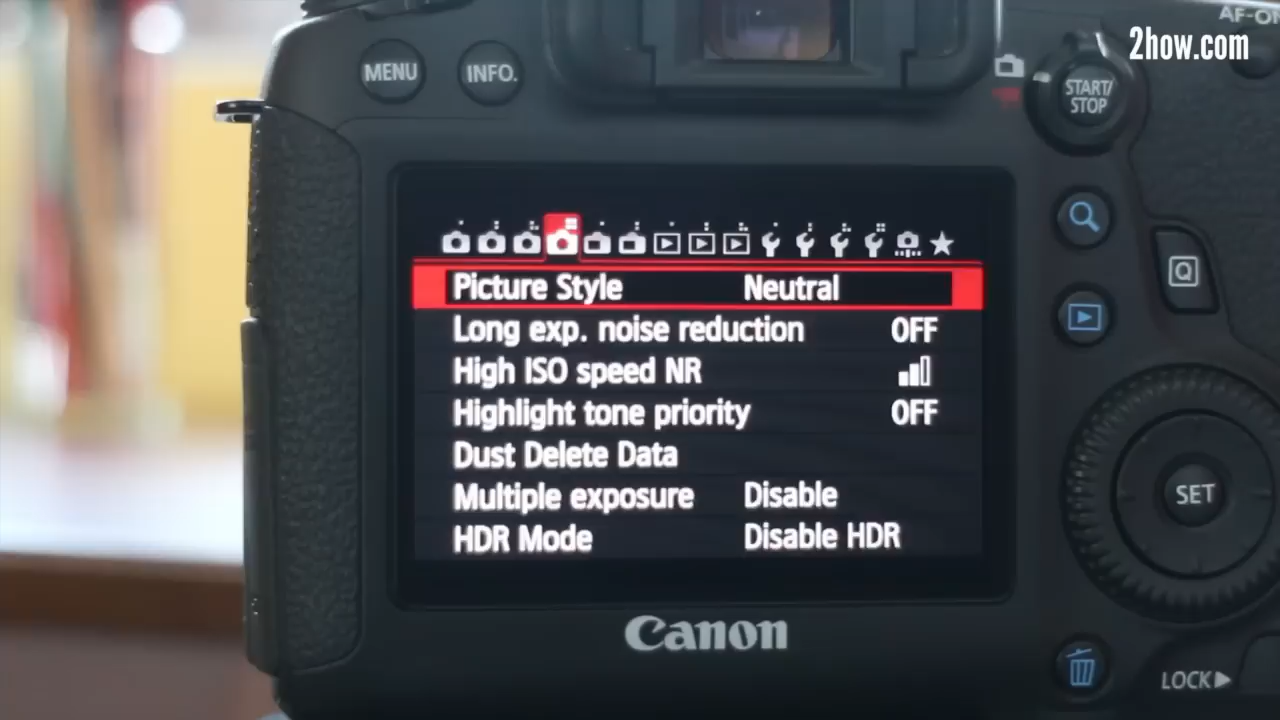 AF-ON
2how.com
MENU
INFO.
START/
STOP
Q
Picture Style Neutral
Long exp. noise reduction OFF
High ISO speed NR
Highlight tone priority OFF
Dust Delete Data
Multiple exposure Disable
HDR Mode Disable HDR
SET
Canon
LOCK